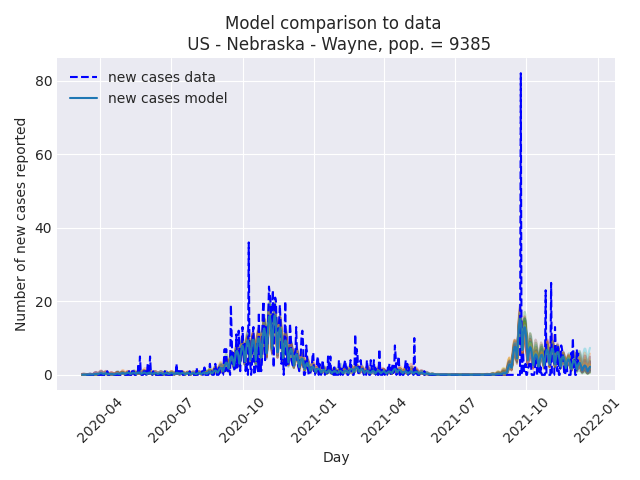 Model comparison to data
US - Nebraska - Wayne, pop. = 9385
new cases data
new cases model
Number of new cases reported
80
60
40
20
0
2020-04
2020-07
2020-10
2021-01
2021-04
2021-07
2021-10
2022-01
Day